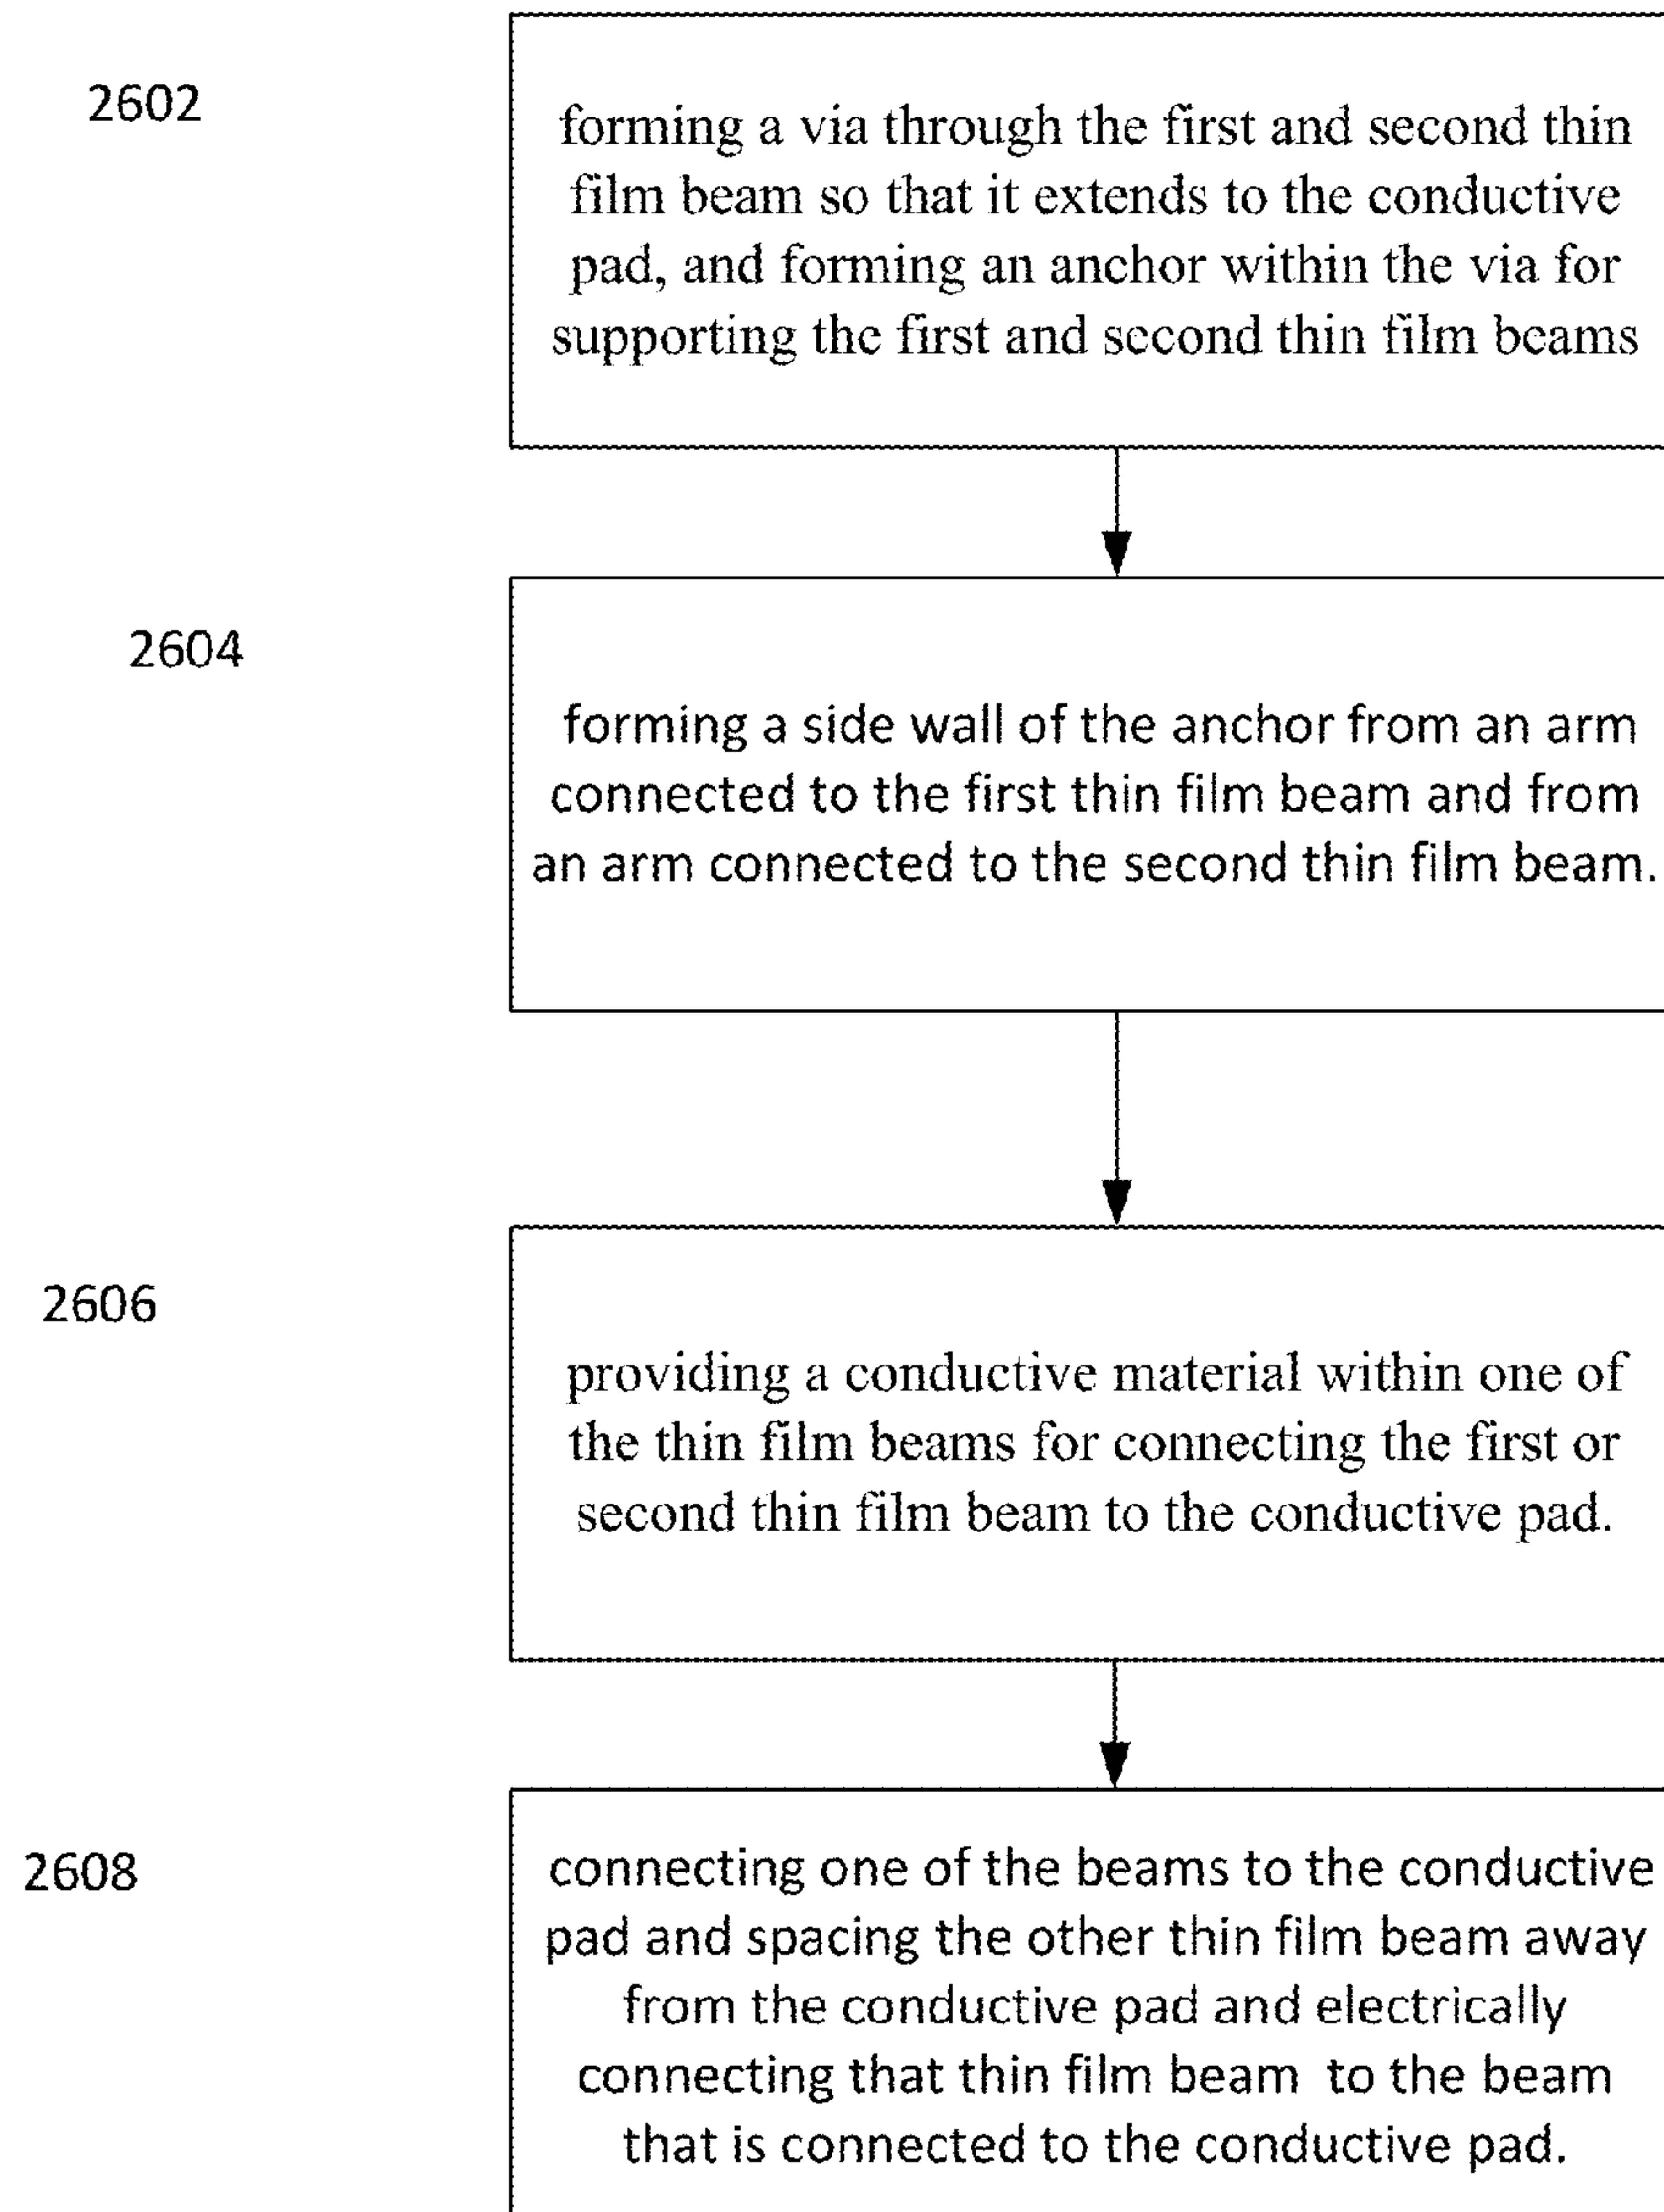 2602
forming a via through the first and second thin
film beam so that it extends to the conductive
pad, and forming an anchor within the via for
supporting the first and second thin film beams
2604
forming a side wall of the anchor from an arm
connected to the first thin film beam and from
an arm connected to the second thin film beam.
2606
providing a conductive material within one of
the thin film beams for connecting the first or
second thin film beam to the conductive pad.
2608
connecting one of the beams to the conductive
pad and spacing the other thin film beam away
from the conductive pad and electrically
connecting that thin film beam to the beam
that is connected to the conductive pad.